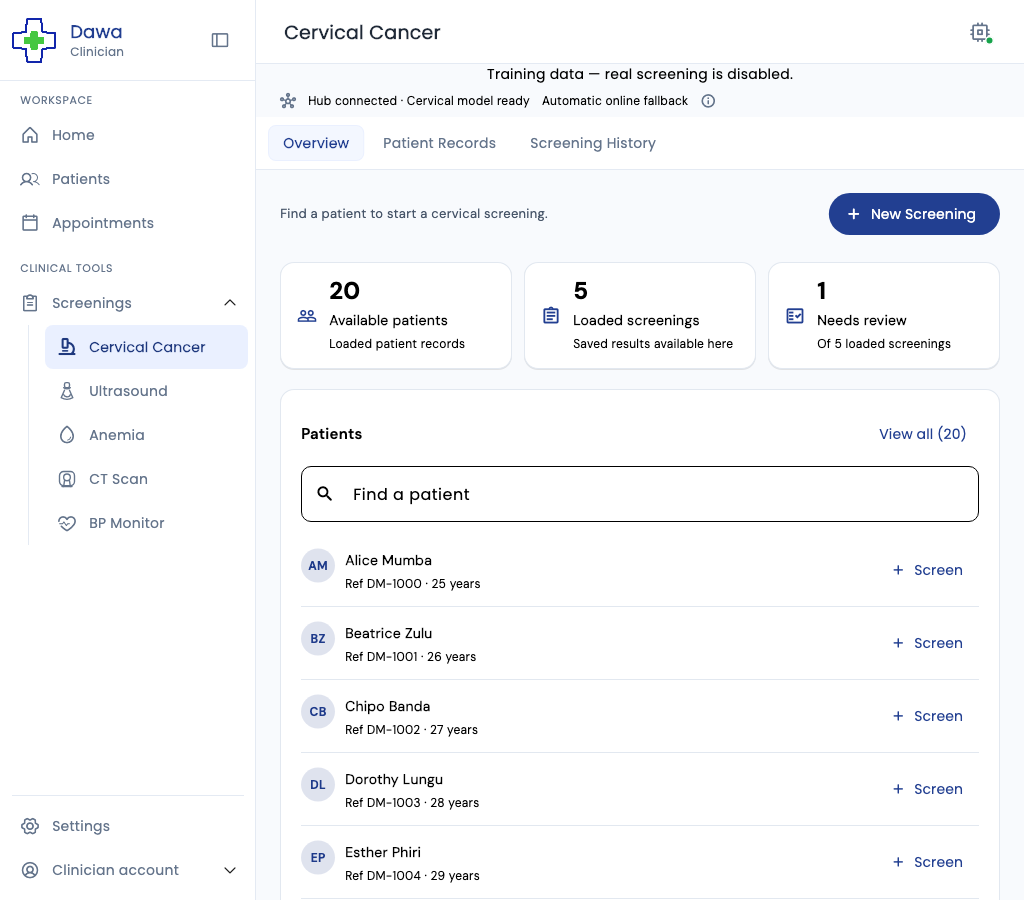 Dawa
Clinician
WORKSPACE
Home
Patients
Appointments
CLINICAL TOOLS
Screenings
Cervical Cancer
Ultrasound
Anemia
CT Scan
BP Monitor
Settings
Clinician account
Cervical Cancer
Training data — real screening is disabled.
Hub connected · Cervical model ready Automatic online fallback
Overview Patient Records Screening History
Find a patient to start a cervical screening.
+ New Screening
20
Available patients
Loaded patient records
5
Loaded screenings
Saved results available here
1
Needs review
Of 5 loaded screenings
Patients
View all (20)
Find a patient
AM
Alice Mumba
Ref DM-1000 · 25 years
+ Screen
BZ
Beatrice Zulu
Ref DM-1001 · 26 years
+ Screen
CB
Chipo Banda
Ref DM-1002 · 27 years
+ Screen
DL
Dorothy Lungu
Ref DM-1003 · 28 years
+ Screen
EP
Esther Phiri
Ref DM-1004 · 29 years
+ Screen